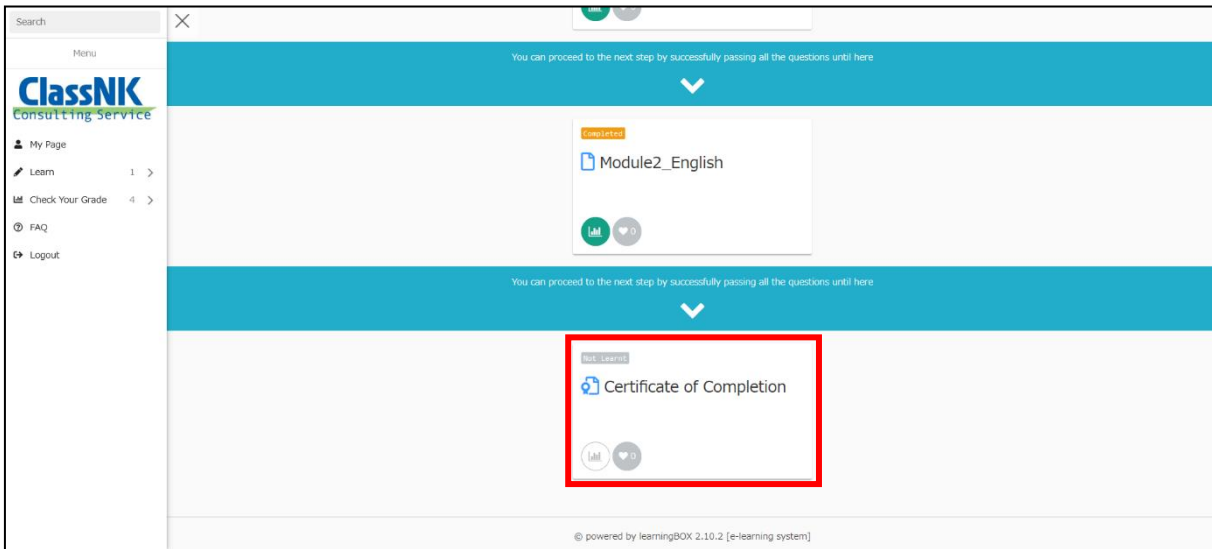 Search
Menu
ClassNK
Consulting Service
My Page
Learn 1
Check Your Grade 4
FAQ
Logout
You can proceed to the next step by successfully passing all the questions until here
Completed
Module2_English
0
You can proceed to the next step by successfully passing all the questions until here
Not Learnt
Certificate of Completion
0
© powered by learningBOX 2.10.2 [e-learning system]